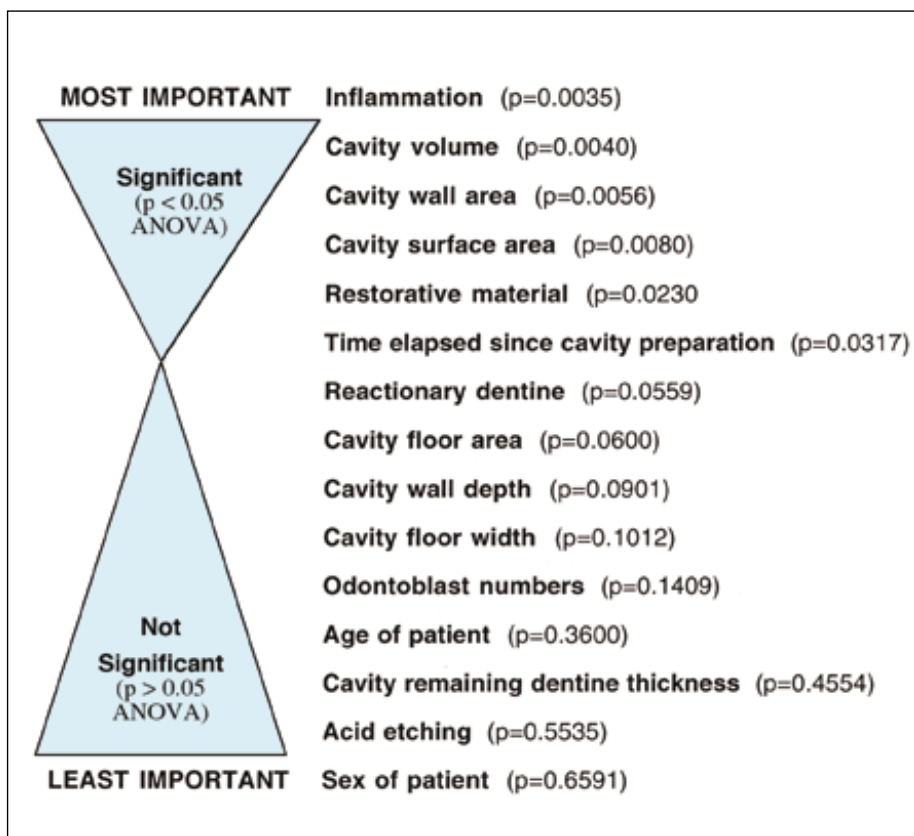 MOST IMPORTANT
Inflammation (p=0.0035)
Cavity volume (p=0.0040)
Significant
(p < 0.05
ANOVA)
Cavity wall area (p=0.0056)
Cavity surface area (p=0.0080)
Restorative material (p=0.0230
Time elapsed since cavity preparation (p=0.0317)
Reactionary dentine (p=0.0559)
Cavity floor area (p=0.0600)
Cavity wall depth (p=0.0901)
Cavity floor width (p=0.1012)
Odontoblast numbers (p=0.1409)
Not
Significant
(p > 0.05
ANOVA)
Age of patient (p=0.3600)
Cavity remaining dentine thickness (p=0.4554)
Acid etching (p=0.5535)
LEAST IMPORTANT
Sex of patient (p=0.6591)